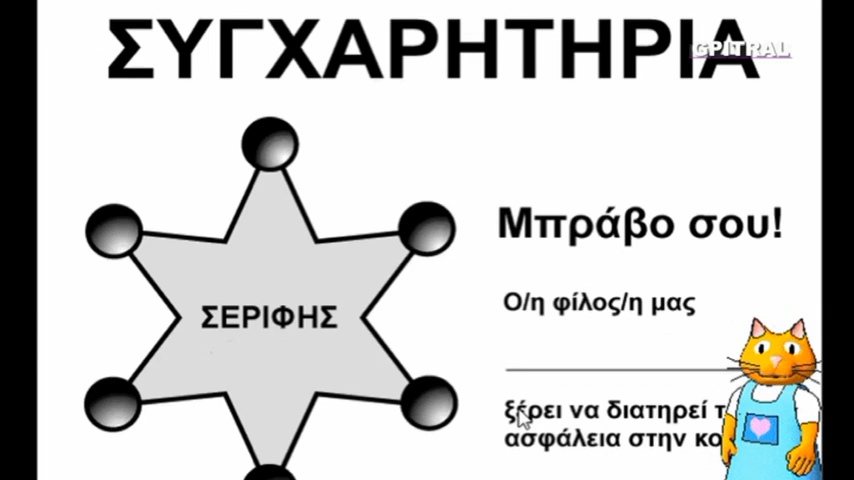 ΣΥΓΧΑΡΗΤΗΡΙΑ
GPITRAL
Μπράβο σου!
Ο/η φίλος/η μας
ΣΕΡΙΦΗΣ
ξέρει να διατηρεί
ασφάλεια στην